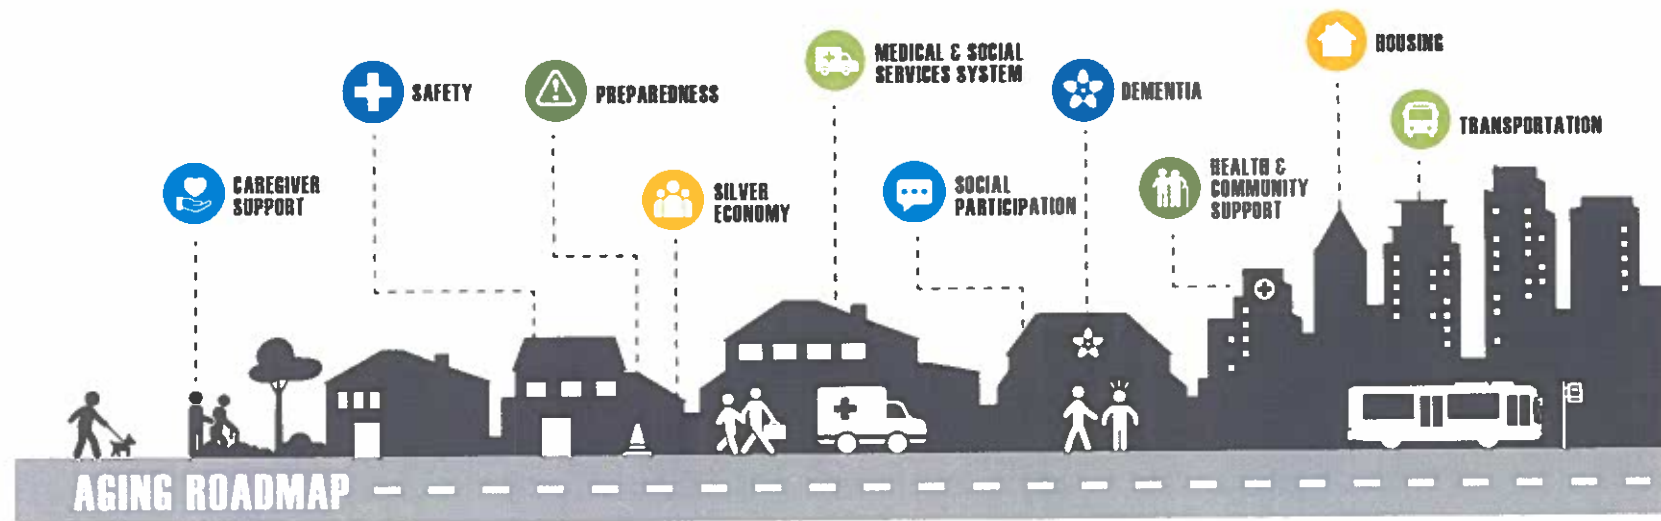 CAREGIVER
SUPPORT
SAFETY
PREPAREDNESS
SILVER
ECONOMY
MEDICAL & SOCIAL
SERVICES SYSTEM
SOCIAL
PARTICIPATION
DEMENTIA
HEALTH &
COMMUNITY
SUPPORT
HOUSING
TRANSPORTATION
AGING ROADMAP